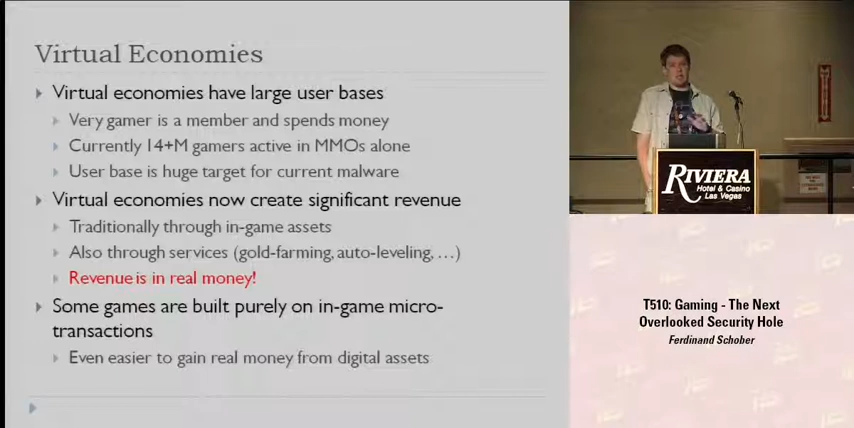 Virtual Economies
Virtual economies have large user bases
Very gamer is a member and spends money
Currently 14+M gamers active in MMOs alone
User base is huge target for current malware
Virtual economies now create significant revenue
Traditionally through in-game assets
Also through services (gold-farming, auto-leveling, …)
Revenue is in real money!
Some games are built purely on in-game micro-
transactions
Even easier to gain real money from digital assets
RIVIERA
Hotel & Casino
Las Vegas
T510: Gaming - The Next
Overlooked Security Hole
Ferdinand Schober